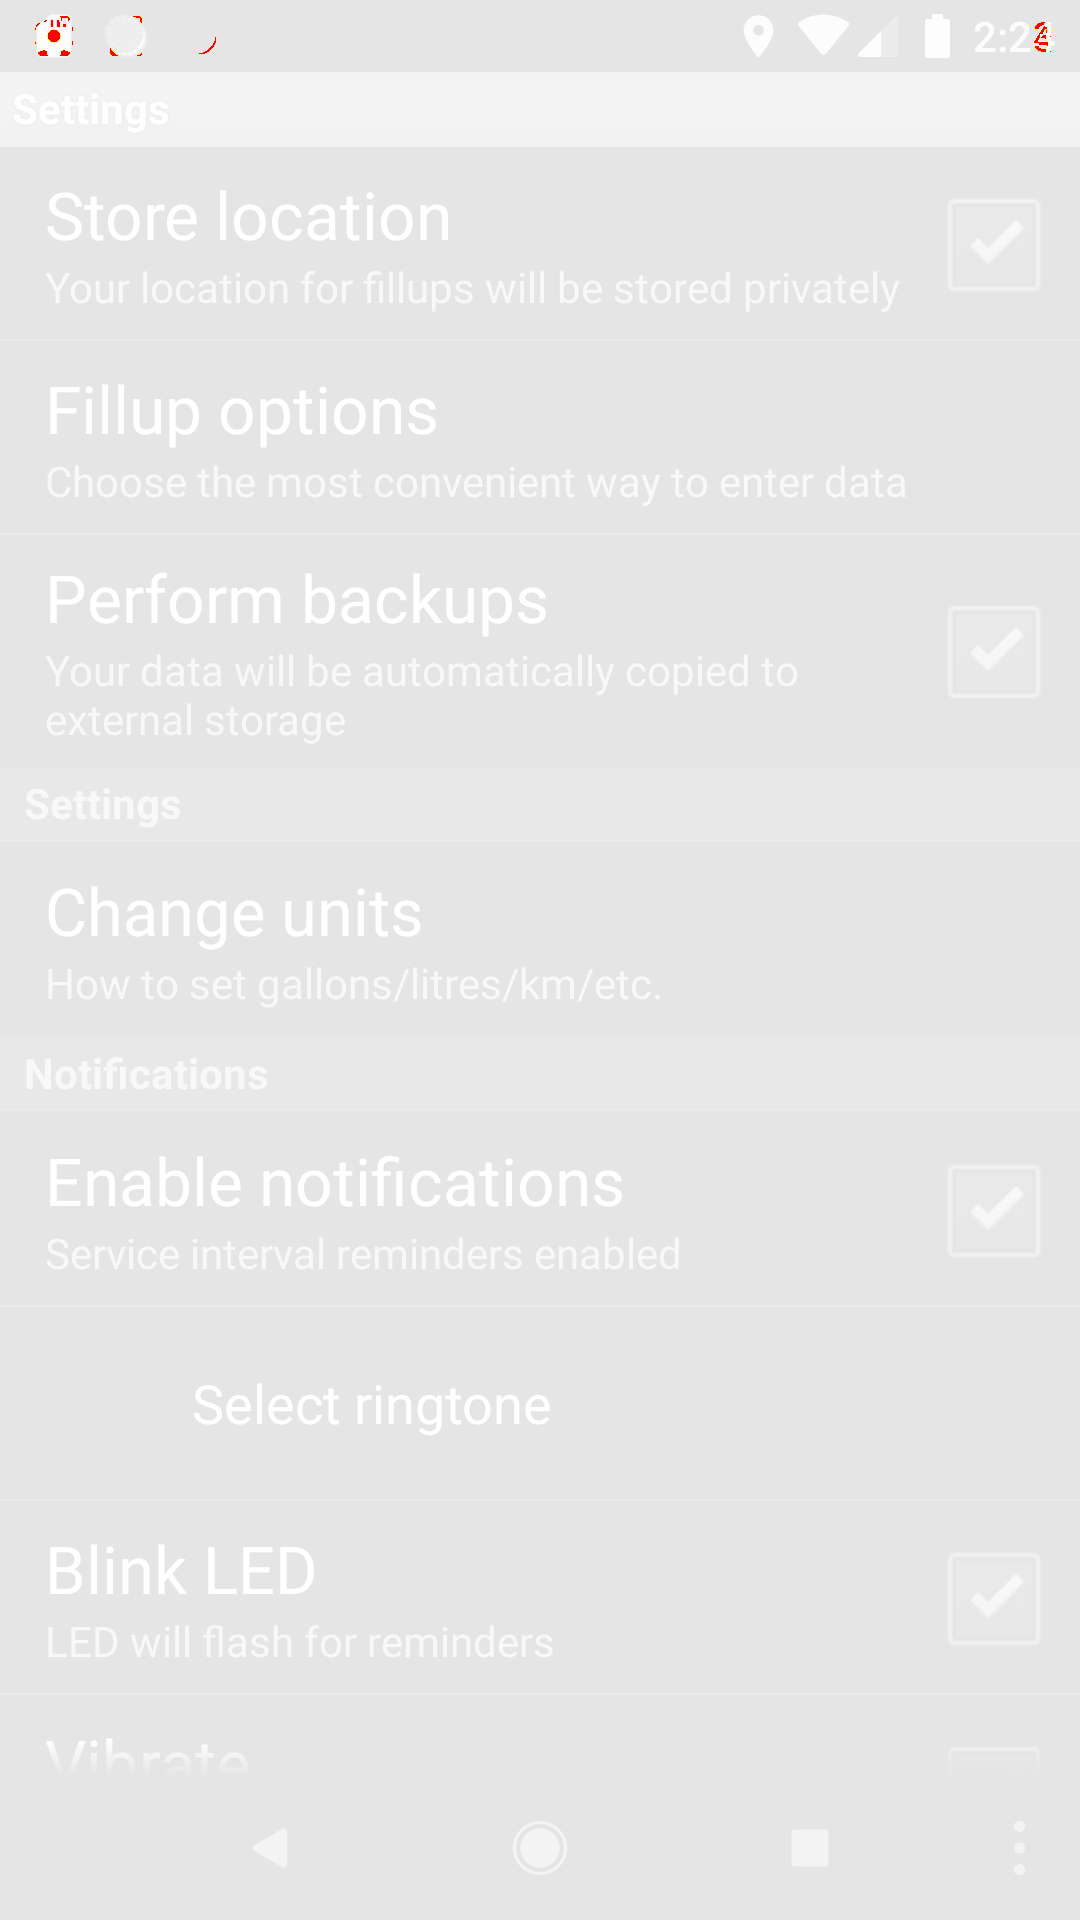 2:24
Settings
Store location
Your location for fillups will be stored privately
Fillup options
Choose the most convenient way to enter data
Perform backups
Your data will be automatically copied to
external storage
Settings
Change units
How to set gallons/litres/km/etc.
Notifications
Enable notifications
Service interval reminders enabled
Select ringtone
Blink LED
LED will flash for reminders
Vibrate